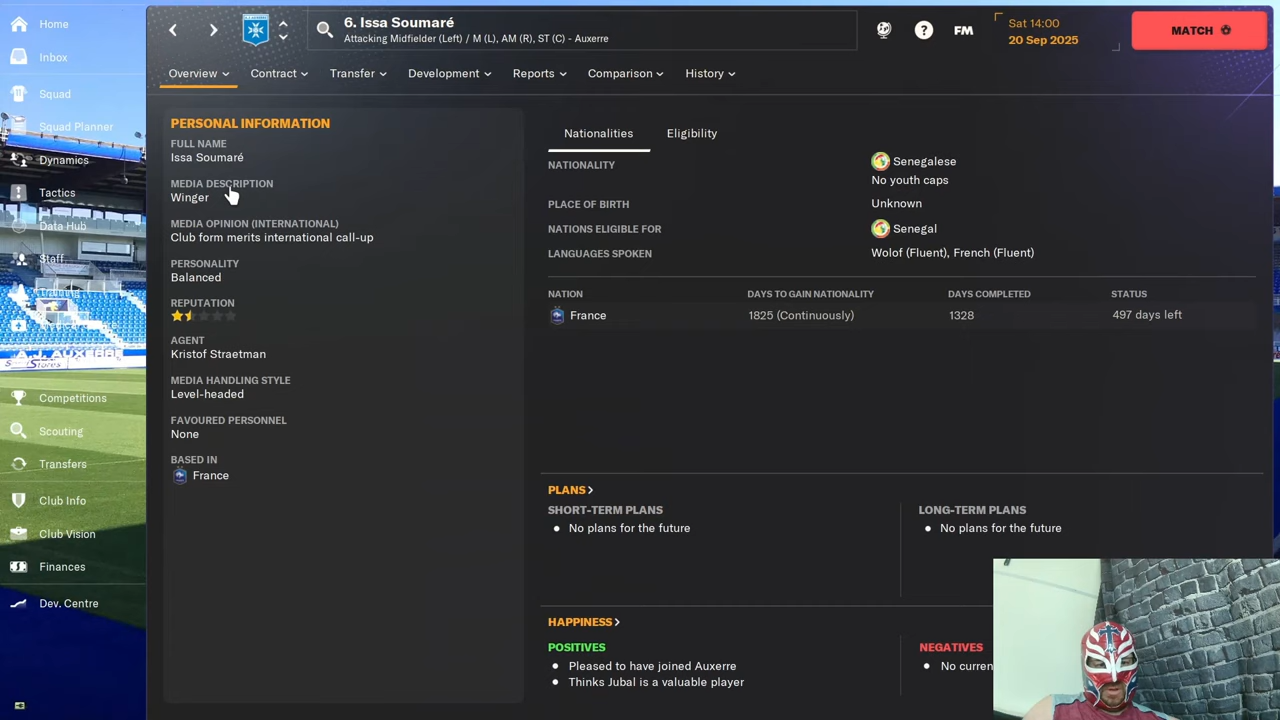 Home
Inbox
Squad
Squad Planner
Dynamics
Tactics
Data Hub
Staff
Training
A.J. AUXERRE
Competitions
Scouting
Transfers
Club Info
Club Vision
Finances
Dev. Centre
6. Issa Soumaré
Attacking Midfielder (Left) / M (L), AM (R), ST (C) - Auxerre
?
FM
Sat 14:00
20 Sep 2025
MATCH
Overview
Contract
Transfer
Development
Reports
Comparison
History
PERSONAL INFORMATION
FULL NAME
Issa Soumaré
MEDIA DESCRIPTION
Winger
MEDIA OPINION (INTERNATIONAL)
Club form merits international call-up
PERSONALITY
Balanced
REPUTATION
AGENT
Kristof Straetman
MEDIA HANDLING STYLE
Level-headed
FAVOURED PERSONNEL
None
BASED IN
France
Nationalities Eligibility
NATIONALITY Senegalese
No youth caps
PLACE OF BIRTH Unknown
NATIONS ELIGIBLE FOR Senegal
LANGUAGES SPOKEN Wolof (Fluent), French (Fluent)
NATION DAYS TO GAIN NATIONALITY DAYS COMPLETED STATUS
France 1825 (Continuously) 1328 497 days left
PLANS
SHORT-TERM PLANS
No plans for the future
LONG-TERM PLANS
No plans for the future
HAPPINESS
POSITIVES
Pleased to have joined Auxerre
Thinks Jubal is a valuable player
NEGATIVES
No curren